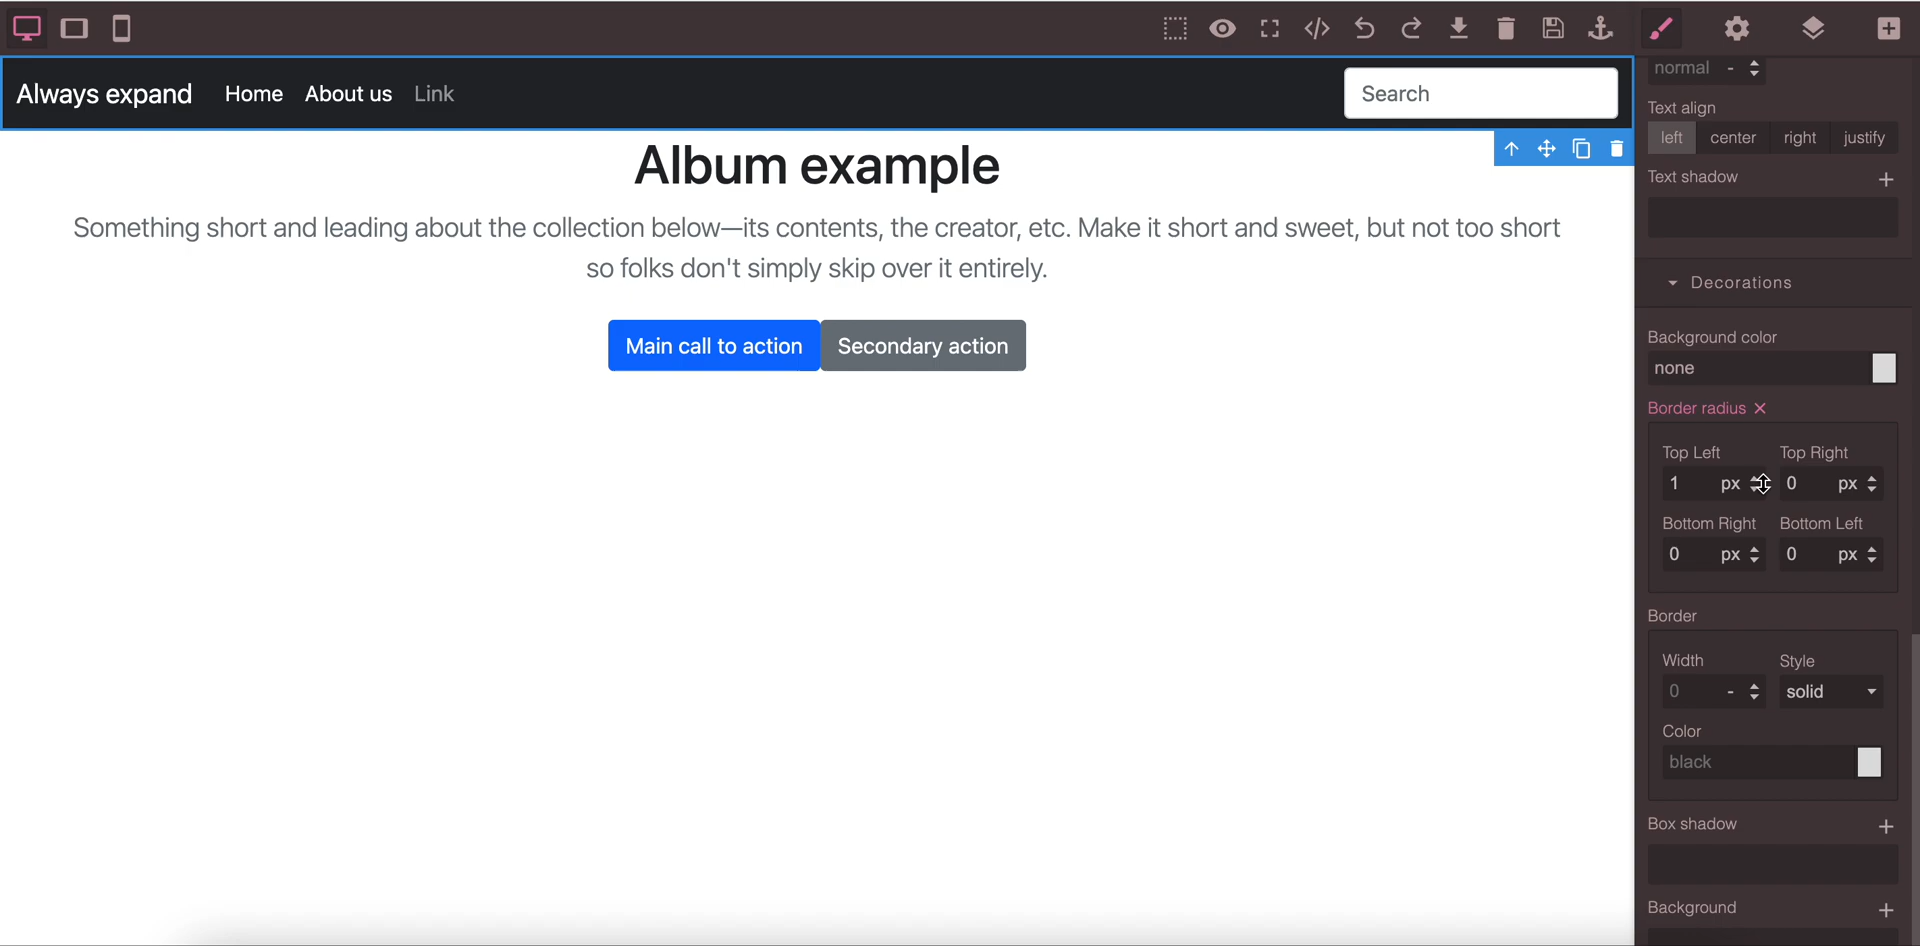 Always expand Home About us Link Search
Album example
Something short and leading about the collection below—its contents, the creator, etc. Make it short and sweet, but not too short
so folks don't simply skip over it entirely.
Main call to action Secondary action
normal -
Text align
left center right justify
Text shadow
Decorations
Background color
none
Border radius
Top Left Top Right
1 px 0 px
Bottom Right Bottom Left
0 px 0 px
Border
Width Style
0 - solid
Color
black
Box shadow
Background